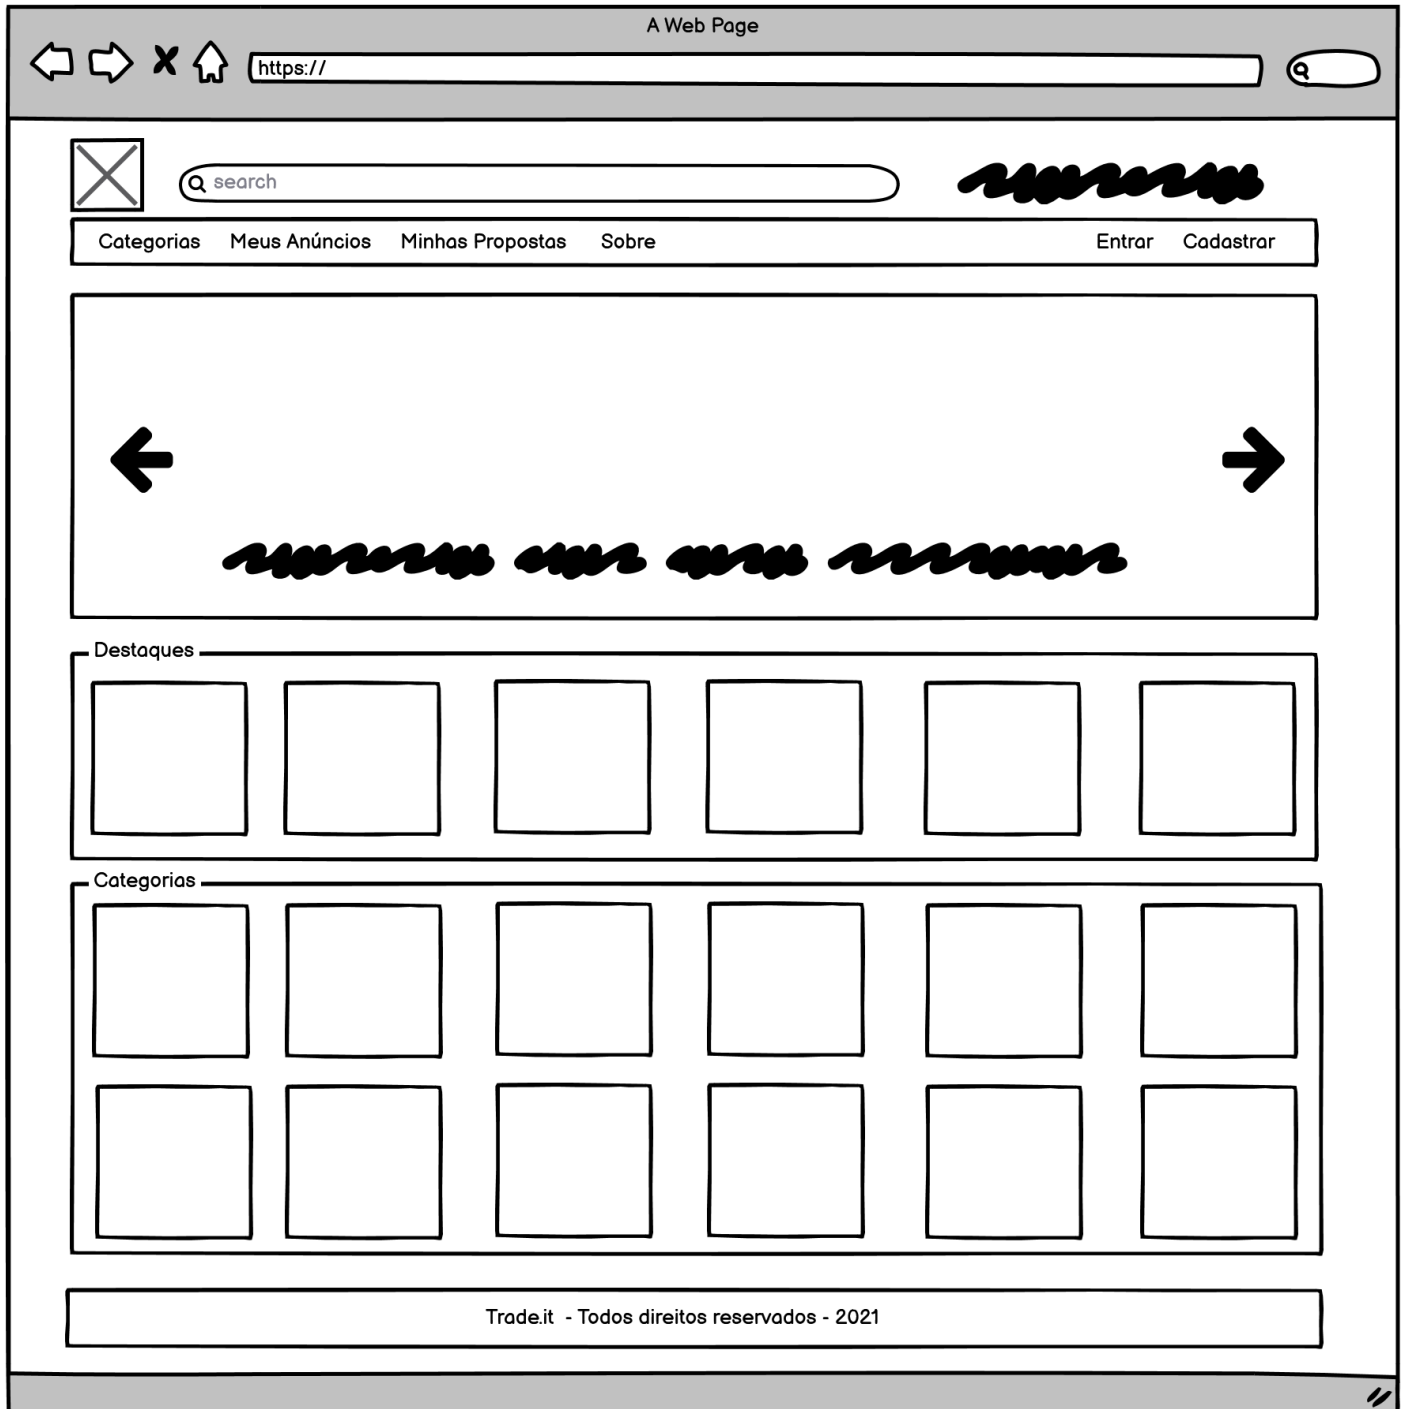 A Web Page
https://
search
Categorias Meus Anúncios Minhas Propostas Sobre Entrar Cadastrar
Destaques
Categorias
Trade.it - Todos direitos reservados - 2021